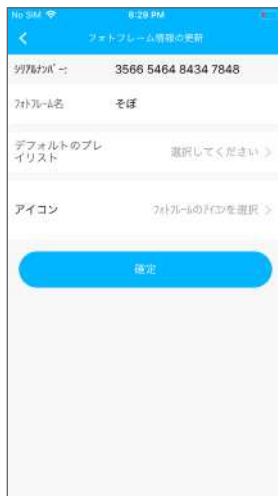 No SIM 8:29 PM
フォトフレーム情報の更新
ｼﾘｱﾙﾅﾝﾊﾞｰ: 3566 5464 8434 7848
ﾌｫﾄﾌﾚｰﾑ名 そぼ
デフォルトのプレ
イリスト 選択してください
アイコン ﾌｫﾄﾌﾚｰﾑのｱｲｺﾝを選択
確定